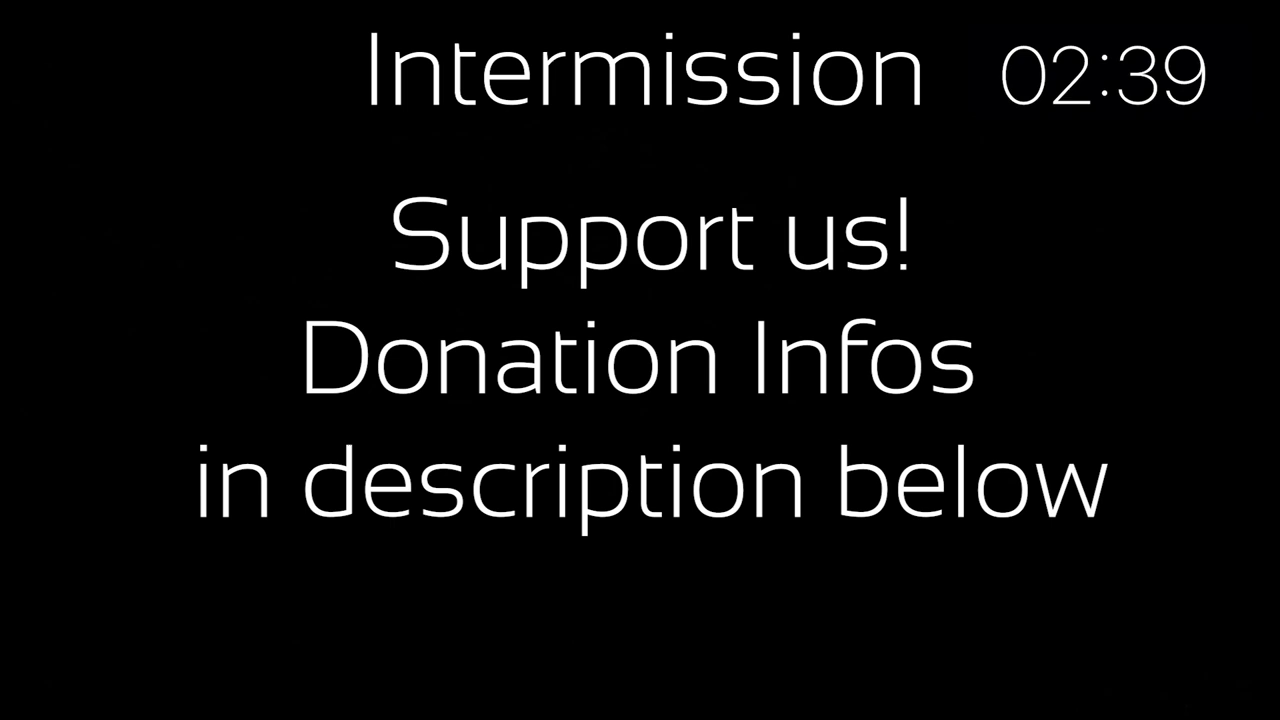 Intermission 02:39
Support us!
Donation Infos
in description below